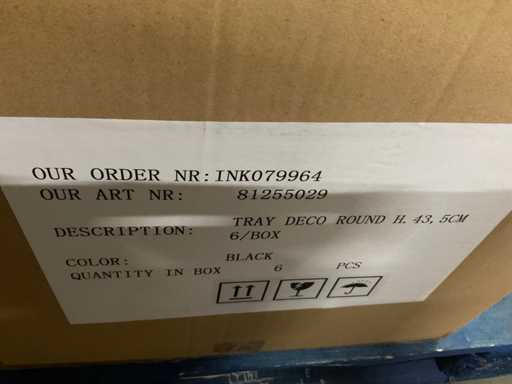 OUR ORDER NR:INK079964
OUR ART NR: 81255029
DESCRIPTION: TRAY DECO ROUND H.43,5CM
6/BOX
COLOR: BLACK
QUANTITY IN BOX 6 PCS